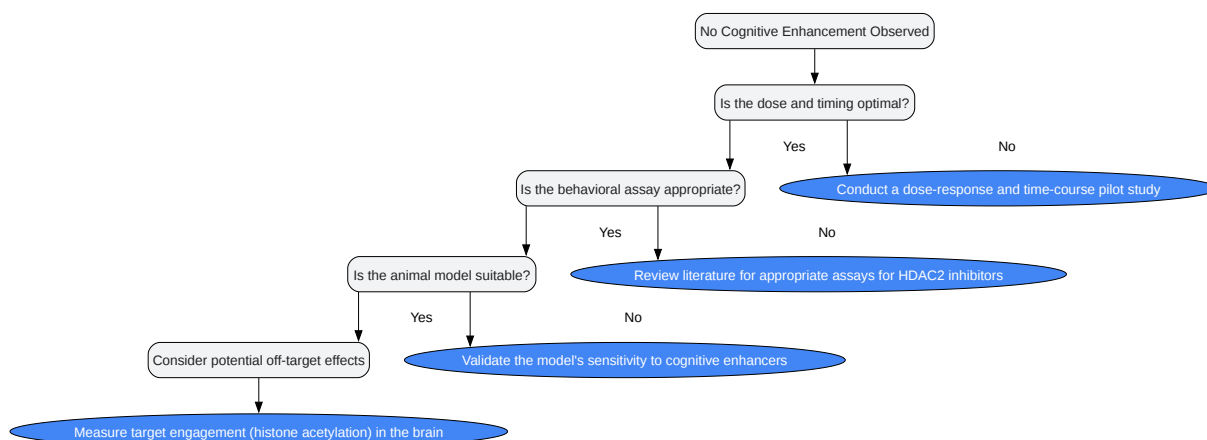 No Cognitive Enhancement Observed
Is the dose and timing optimal?
Yes
No
Is the behavioral assay appropriate?
Conduct a dose-response and time-course pilot study
Yes
No
Is the animal model suitable?
Review literature for appropriate assays for HDAC2 inhibitors
Yes
No
Consider potential off-target effects
Validate the model's sensitivity to cognitive enhancers
Measure target engagement (histone acetylation) in the brain